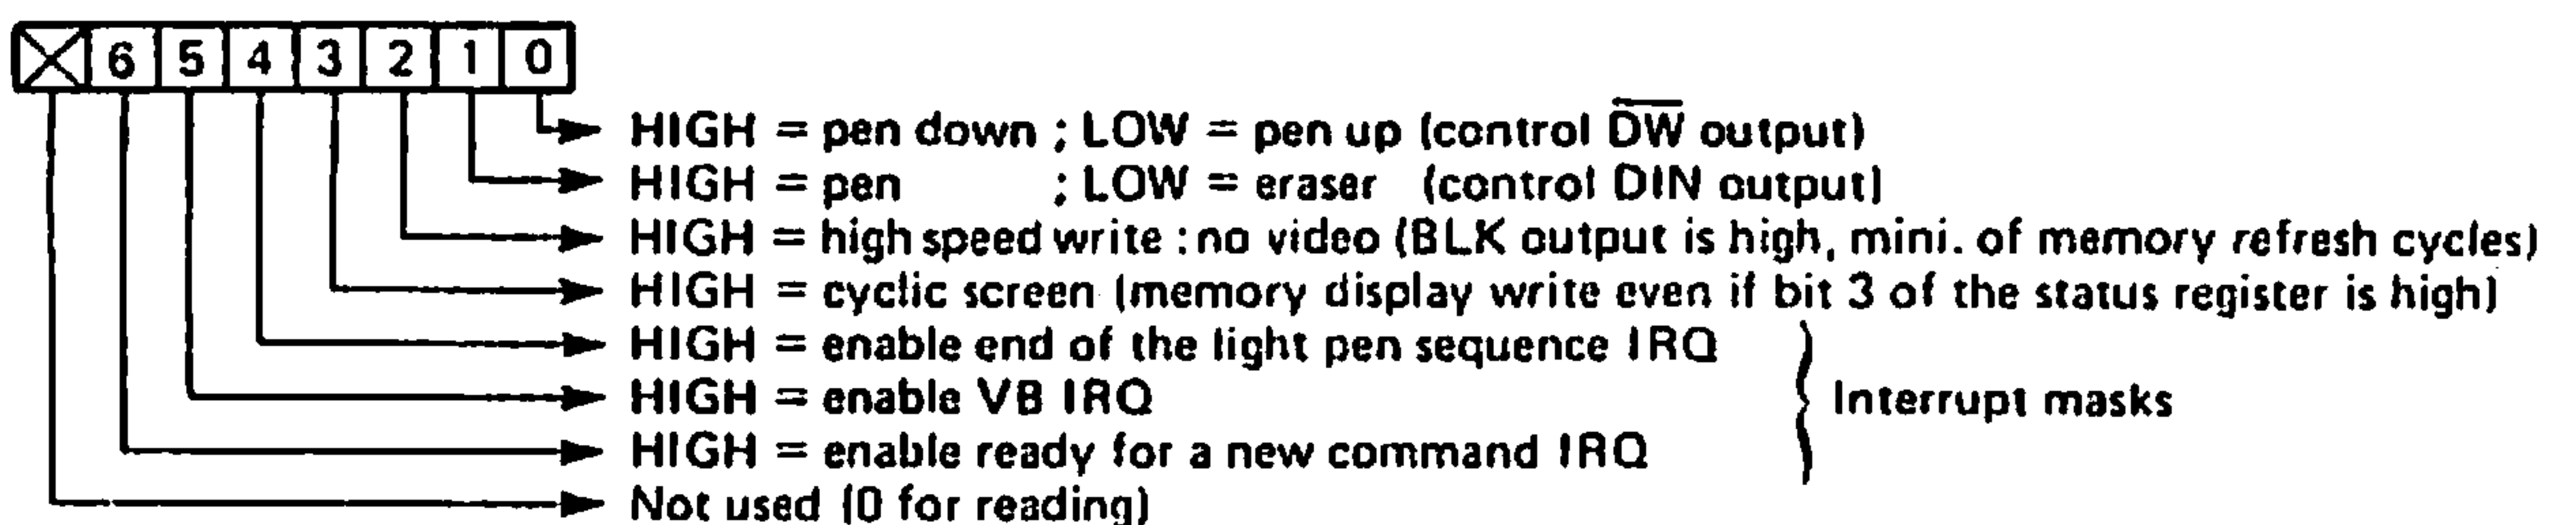 6 5 4 3 2 1 0
HIGH = pen down ; LOW = pen up (control D̅W̅ output)
HIGH = pen ; LOW = eraser (control DIN output)
HIGH = high speed write : no video (BLK output is high, mini. of memory refresh cycles)
HIGH = cyclic screen (memory display write even if bit 3 of the status register is high)
HIGH = enable end of the light pen sequence IRQ
HIGH = enable VB IRQ
Interrupt masks
HIGH = enable ready for a new command IRQ
Not used (0 for reading)